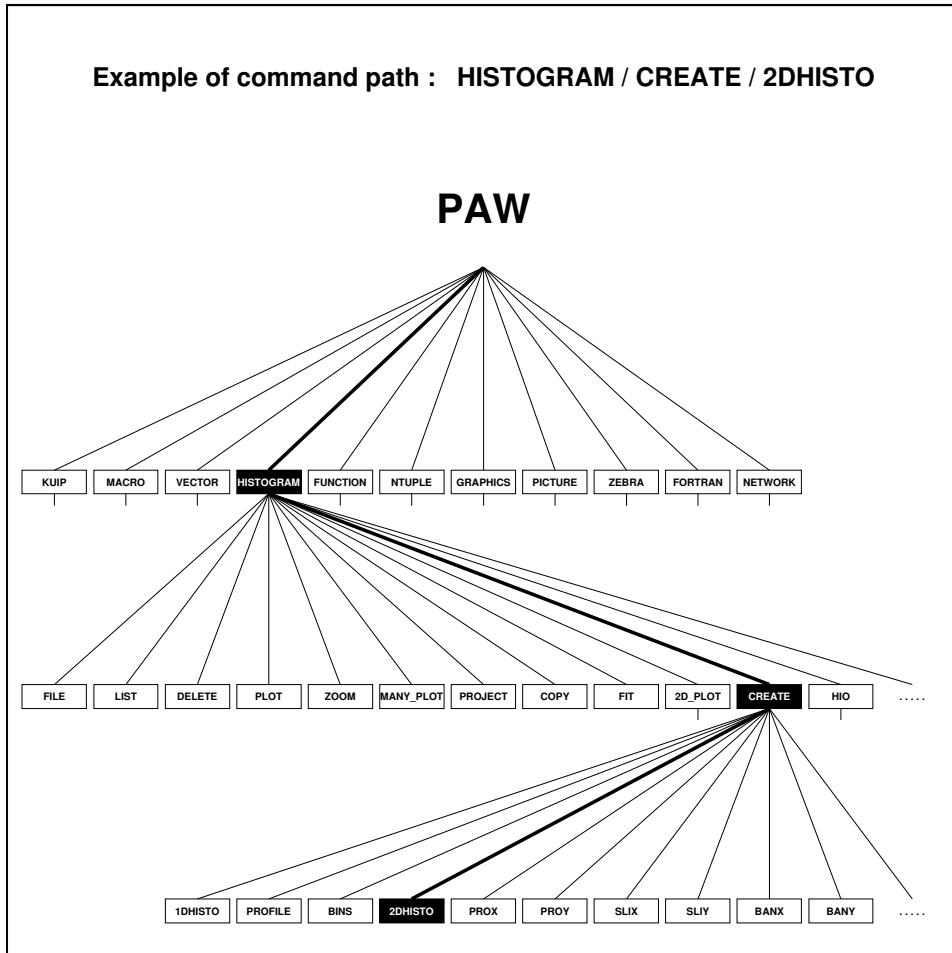 Example of command path : HISTOGRAM / CREATE / 2DHISTO
PAW
KUIP MACRO VECTOR HISTOGRAM FUNCTION NTUPLE GRAPHICS PICTURE ZEBRA FORTRAN NETWORK
FILE LIST DELETE PLOT ZOOM MANY_PLOT PROJECT COPY FIT 2D_PLOT CREATE HIO .....
1DHISTO PROFILE BINS 2DHISTO PROX PROY SLIX SLIY BANX BANY .....